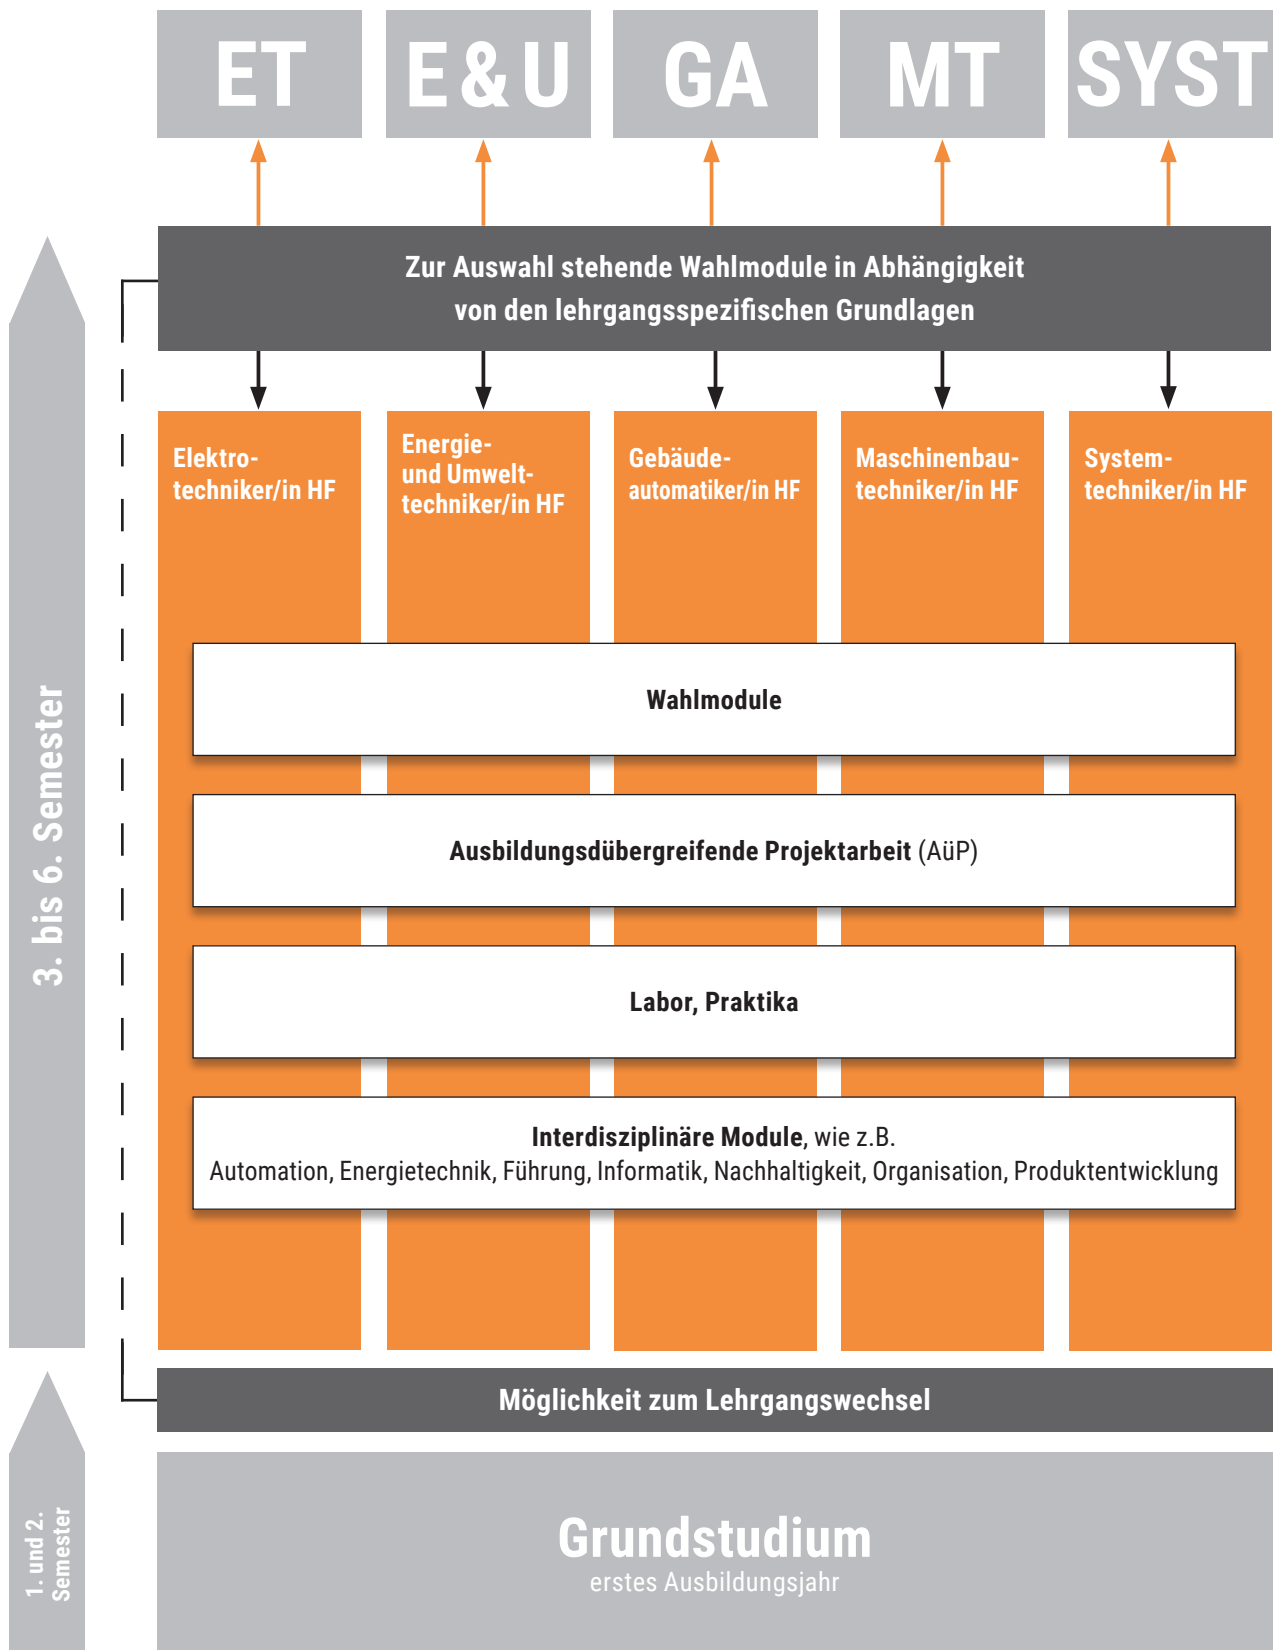 ET
E & U
GA
MT
SYST
Zur Auswahl stehende Wahlmodule in Abhängigkeit
von den lehrgangsspezifischen Grundlagen
Elektro-
techniker/in HF
Energie-
und Umwelt-
techniker/in HF
Gebäude-
automatiker/in HF
Maschinenbau-
techniker/in HF
System-
techniker/in HF
Wahlmodule
Ausbildungsdübergreifende Projektarbeit (AüP)
Labor, Praktika
Interdisziplinäre Module, wie z.B.
Automation, Energietechnik, Führung, Informatik, Nachhaltigkeit, Organisation, Produktentwicklung
3. bis 6. Semester
Möglichkeit zum Lehrgangswechsel
Grundstudium
erstes Ausbildungsjahr
1. und 2.
Semester